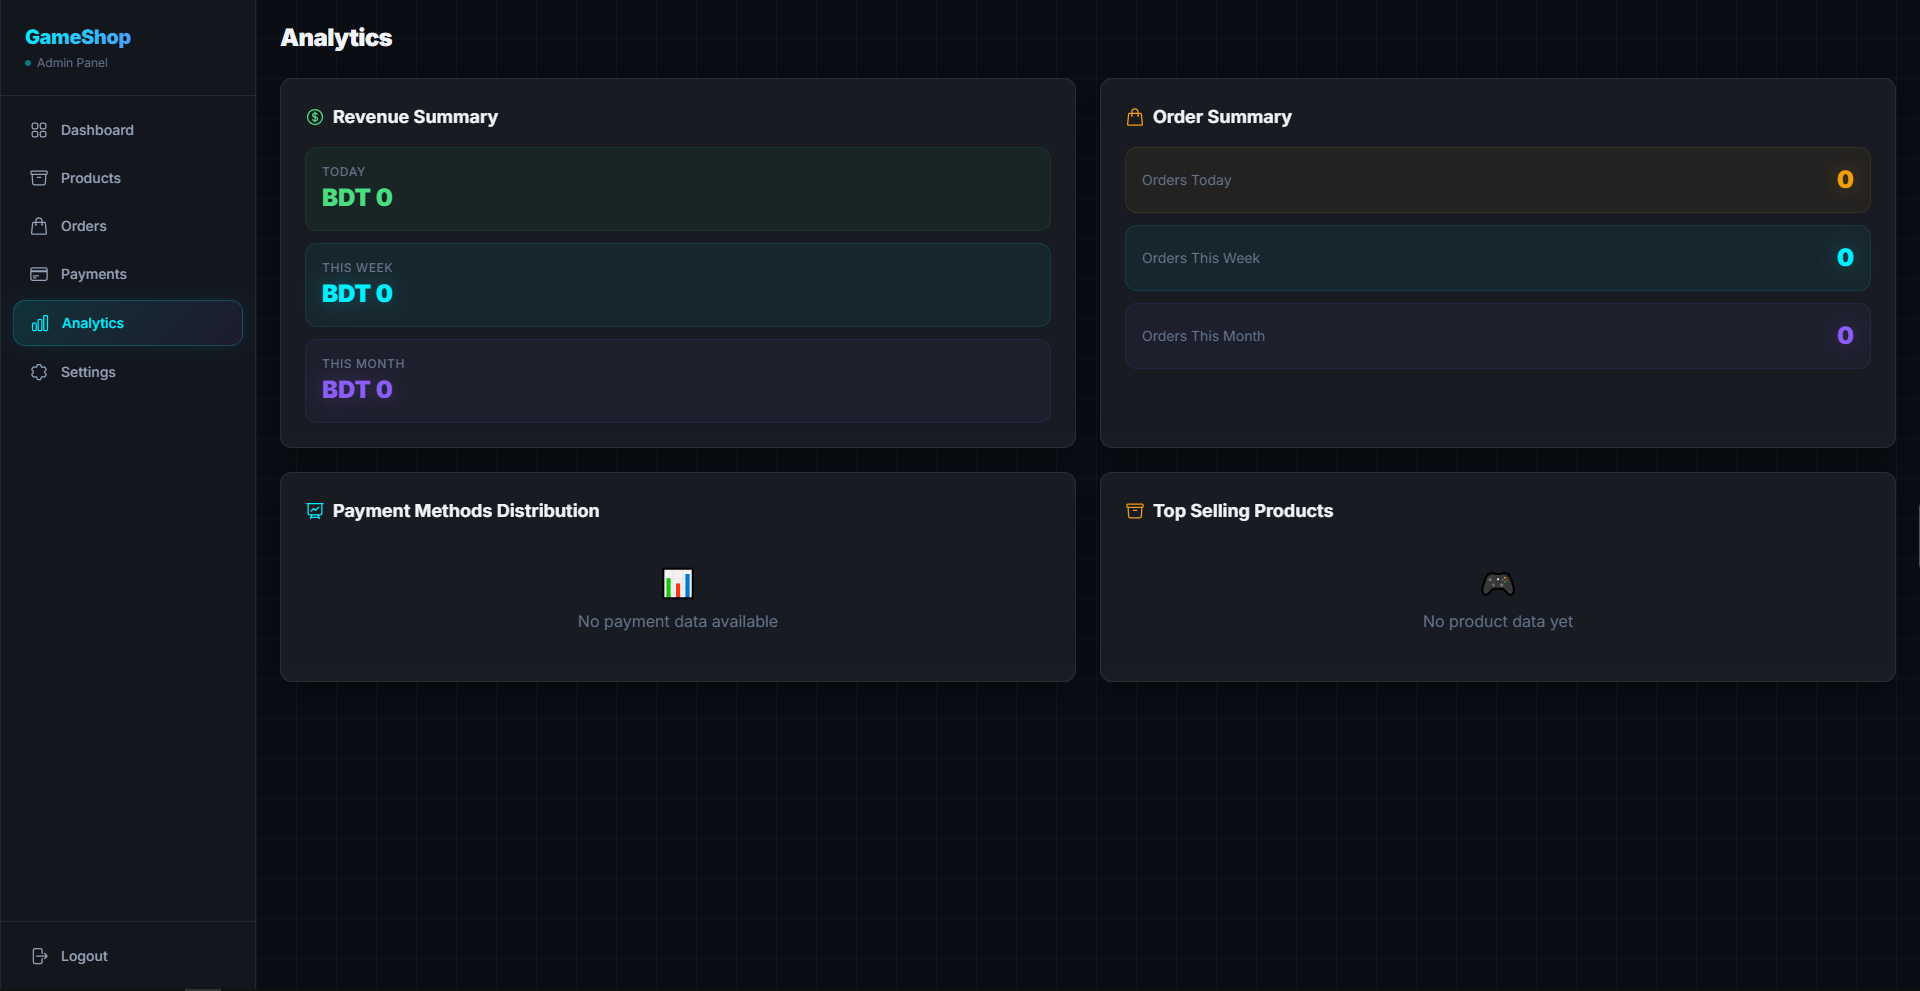 GameShop
Admin Panel
Dashboard
Products
Orders
Payments
Analytics
Settings
Logout
Analytics
Revenue Summary
TODAY
BDT 0
THIS WEEK
BDT 0
THIS MONTH
BDT 0
Order Summary
Orders Today 0
Orders This Week 0
Orders This Month 0
Payment Methods Distribution
No payment data available
Top Selling Products
No product data yet